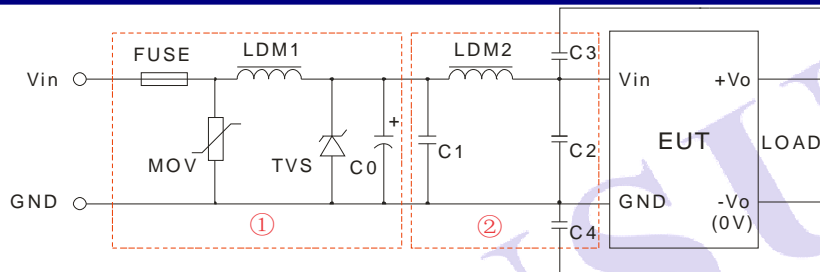 FUSE
LDM1
LDM2
C3
Vin
Vin
+Vo
MOV
TVS
C0
+
C1
C2
EUT
LOAD
GND
GND
-Vo
(0V)
①
②
C4